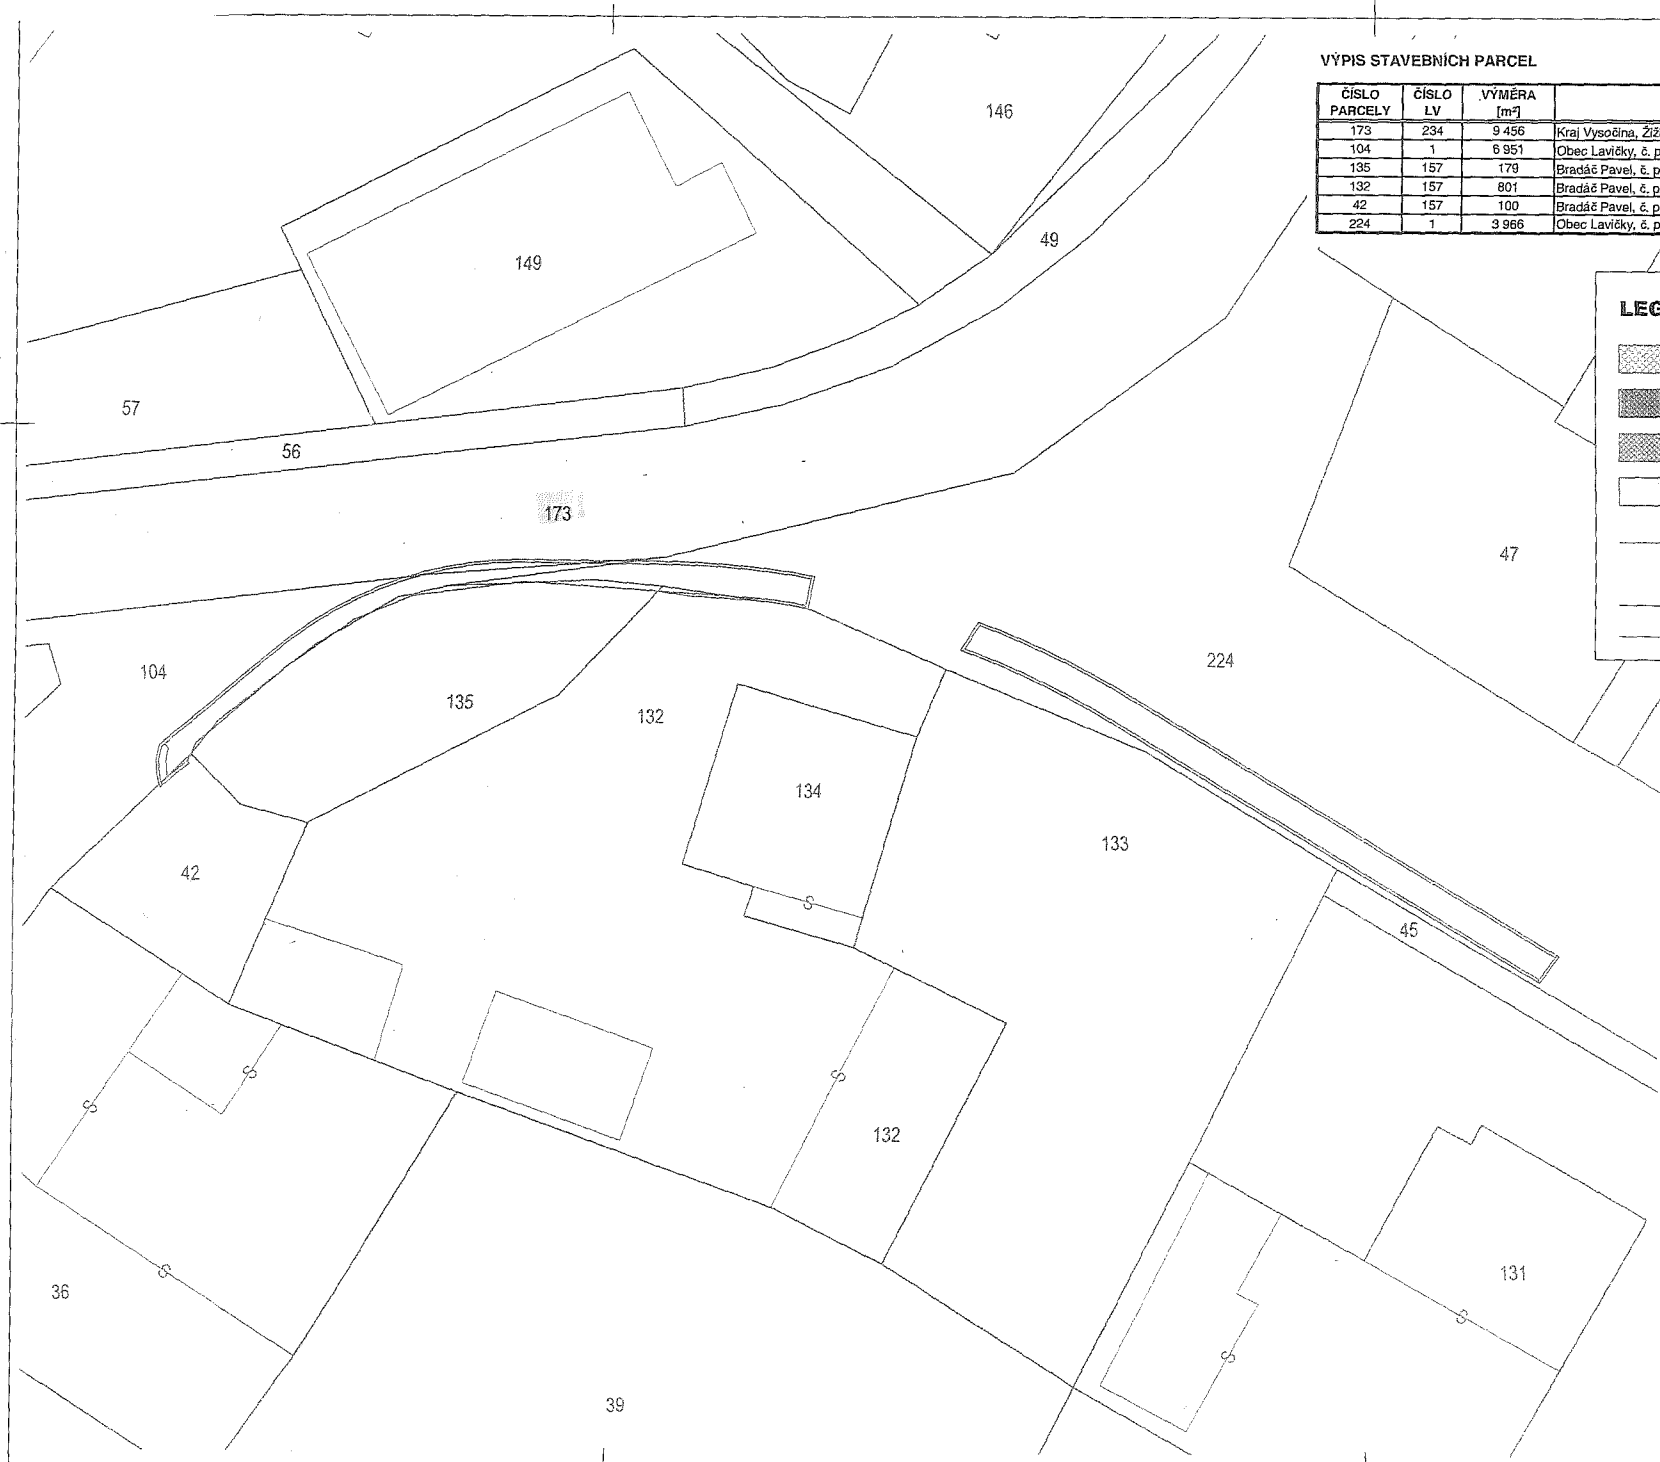 VÝPIS STAVEBNÍCH PARCEL
ČÍSLO PARCELY ČÍSLO LV VÝMĚRA [m²]
173 234 9 456 Kraj Vysočina, Žiž
104 1 6 951 Obec Lavičky, č. p
135 157 179 Bradáč Pavel, č. p
132 157 801 Bradáč Pavel, č. p
42 157 100 Bradáč Pavel, č. p
224 1 3 966 Obec Lavičky, č. p
LEG
146
49
149
57
56
173
47
104
135
132
224
134
133
42
S
45
S
S
S
132
131
S
36
S
S
39